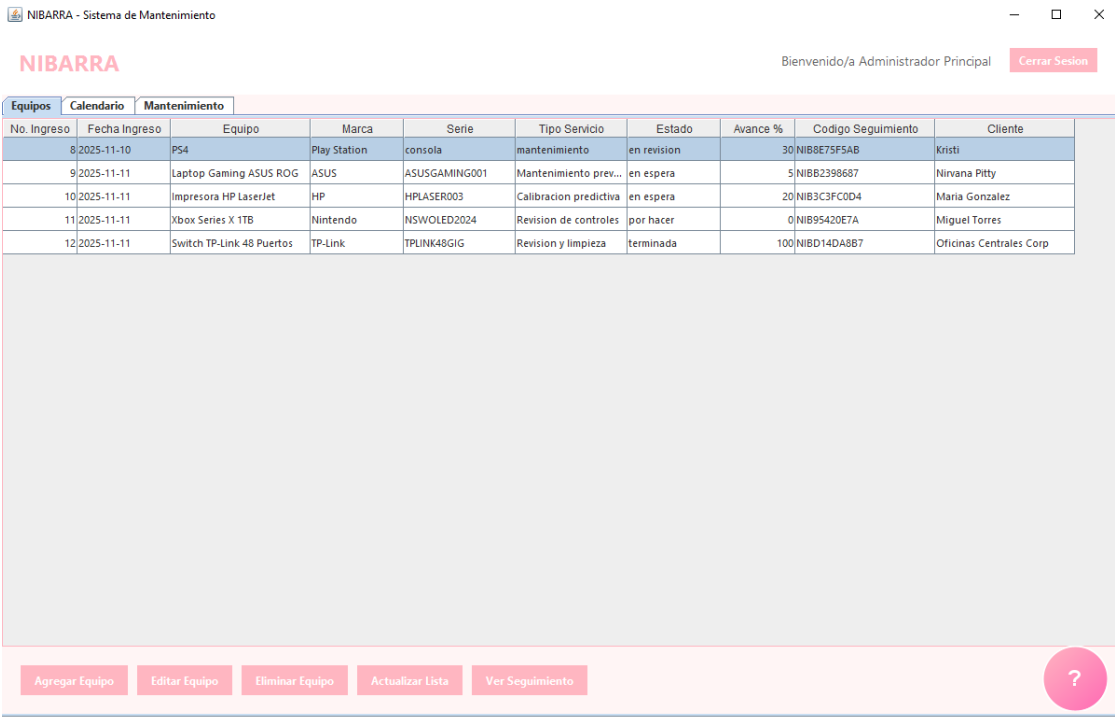 NIBARRA - Sistema de Mantenimiento
NIBARRA
Bienvenido/a Administrador Principal
Cerrar Sesion
Equipos Calendario Mantenimiento
No. Ingreso Fecha Ingreso Equipo Marca Serie Tipo Servicio Estado Avance % Codigo Seguimiento Cliente
8 2025-11-10 PS4 Play Station consola mantenimiento en revision 30 NIB8E75F5AB Kristi
9 2025-11-11 Laptop Gaming ASUS ROG ASUS ASUSGAMING001 Mantenimiento prev... en espera 5 NIBB2398687 Nirvana Pitty
10 2025-11-11 Impresora HP LaserJet HP HPLASER003 Calibracion predictiva en espera 20 NIB3C3FC0D4 Maria Gonzalez
11 2025-11-11 Xbox Series X 1TB Nintendo NSWOLED2024 Revision de controles por hacer 0 NIB95420E7A Miguel Torres
12 2025-11-11 Switch TP-Link 48 Puertos TP-Link TPLINK48GIG Revision y limpieza terminada 100 NIBD14DA8B7 Oficinas Centrales Corp
Agregar Equipo Editar Equipo Eliminar Equipo Actualizar Lista Ver Seguimiento ?